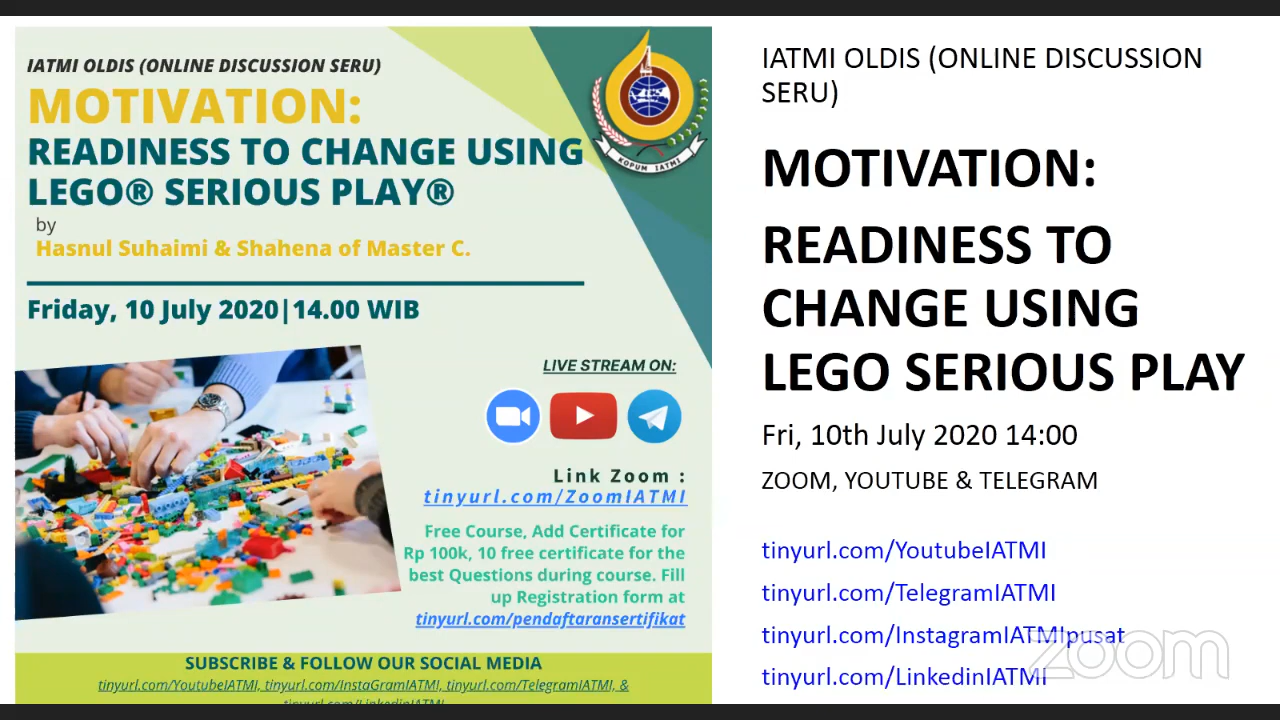 IATMI OLDIS (ONLINE DISCUSSION SERU)
MOTIVATION:
READINESS TO CHANGE USING
LEGO® SERIOUS PLAY®
by
Hasnul Suhaimi & Shahena of Master C.
Friday, 10 July 2020|14.00 WIB
KOPUM IATMI
LIVE STREAM ON:
Link Zoom :
tinyurl.com/ZoomIATMI
Free Course, Add Certificate for
Rp 100k, 10 free certificate for the
best Questions during course. Fill
up Registration form at
tinyurl.com/pendaftaransertifikat
SUBSCRIBE & FOLLOW OUR SOCIAL MEDIA
tinyurl.com/YoutubeIATMI, tinyurl.com/InstaGramIATMI, tinyurl.com/TelegramIATMI, &
tinyurl.com/LinkedinIATMI
IATMI OLDIS (ONLINE DISCUSSION
SERU)
MOTIVATION:
READINESS TO
CHANGE USING
LEGO SERIOUS PLAY
Fri, 10th July 2020 14:00
ZOOM, YOUTUBE & TELEGRAM
tinyurl.com/YoutubeIATMI
tinyurl.com/TelegramIATMI
tinyurl.com/InstagramIATMIpusat
tinyurl.com/LinkedinIATMI
zoom